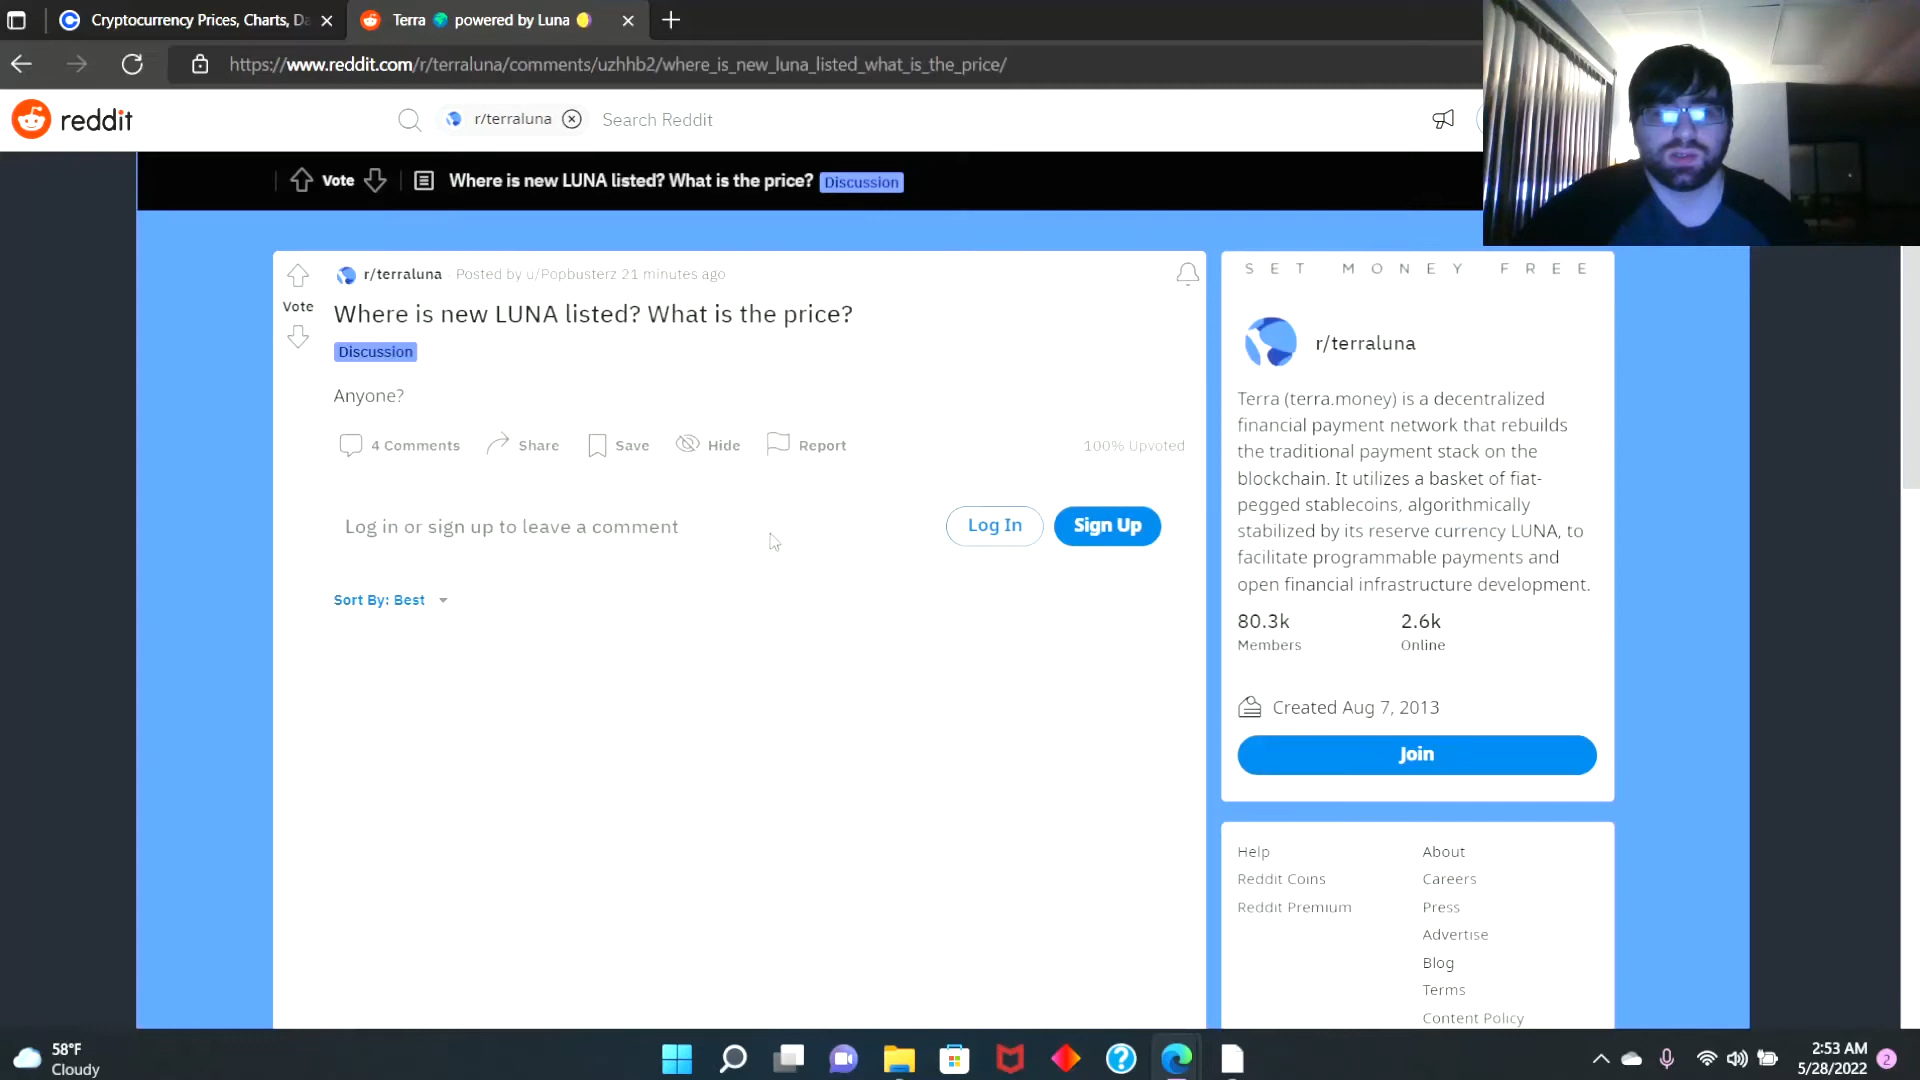 Cryptocurrency Prices, Charts, Da
Terra 🌎 powered by Luna 🌕
https://www.reddit.com/r/terraluna/comments/uzhhb2/where_is_new_luna_listed_what_is_the_price/
reddit
r/terraluna
Search Reddit
Vote
Where is new LUNA listed? What is the price?
Discussion
r/terraluna · Posted by u/Popbusterz 21 minutes ago
Vote
Where is new LUNA listed? What is the price?
Discussion
Anyone?
4 Comments
Share
Save
Hide
Report
100% Upvoted
Log in or sign up to leave a comment
Log In
Sign Up
Sort By: Best
SET MONEY FREE
r/terraluna
Terra (terra.money) is a decentralized
financial payment network that rebuilds
the traditional payment stack on the
blockchain. It utilizes a basket of fiat-
pegged stablecoins, algorithmically
stabilized by its reserve currency LUNA, to
facilitate programmable payments and
open financial infrastructure development.
80.3k
Members
2.6k
Online
Created Aug 7, 2013
Join
Help
Reddit Coins
Reddit Premium
About
Careers
Press
Advertise
Blog
Terms
Content Policy
58°F
Cloudy
2:53 AM
5/28/2022
2